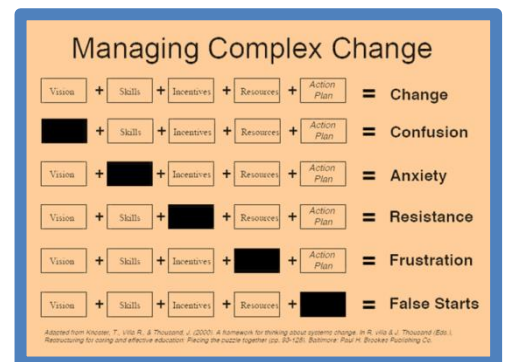 Managing Complex Change
Vision + Skills + Incentives + Resources + Action Plan = Change
+ Skills + Incentives + Resources + Action Plan = Confusion
Vision + + Incentives + Resources + Action Plan = Anxiety
Vision + Skills + + Resources + Action Plan = Resistance
Vision + Skills + Incentives + + Action Plan = Frustration
Vision + Skills + Incentives + Resources + = False Starts
Adapted from Knoster, T., Villa R., & Thousand, J. (2000). A framework for thinking about systems change. In R. villa & J. Thousand (Eds.),
Restructuring for caring and effective education: Piecing the puzzle together (pp. 93-128). Baltimore: Paul H. Brookes Publishing Co.